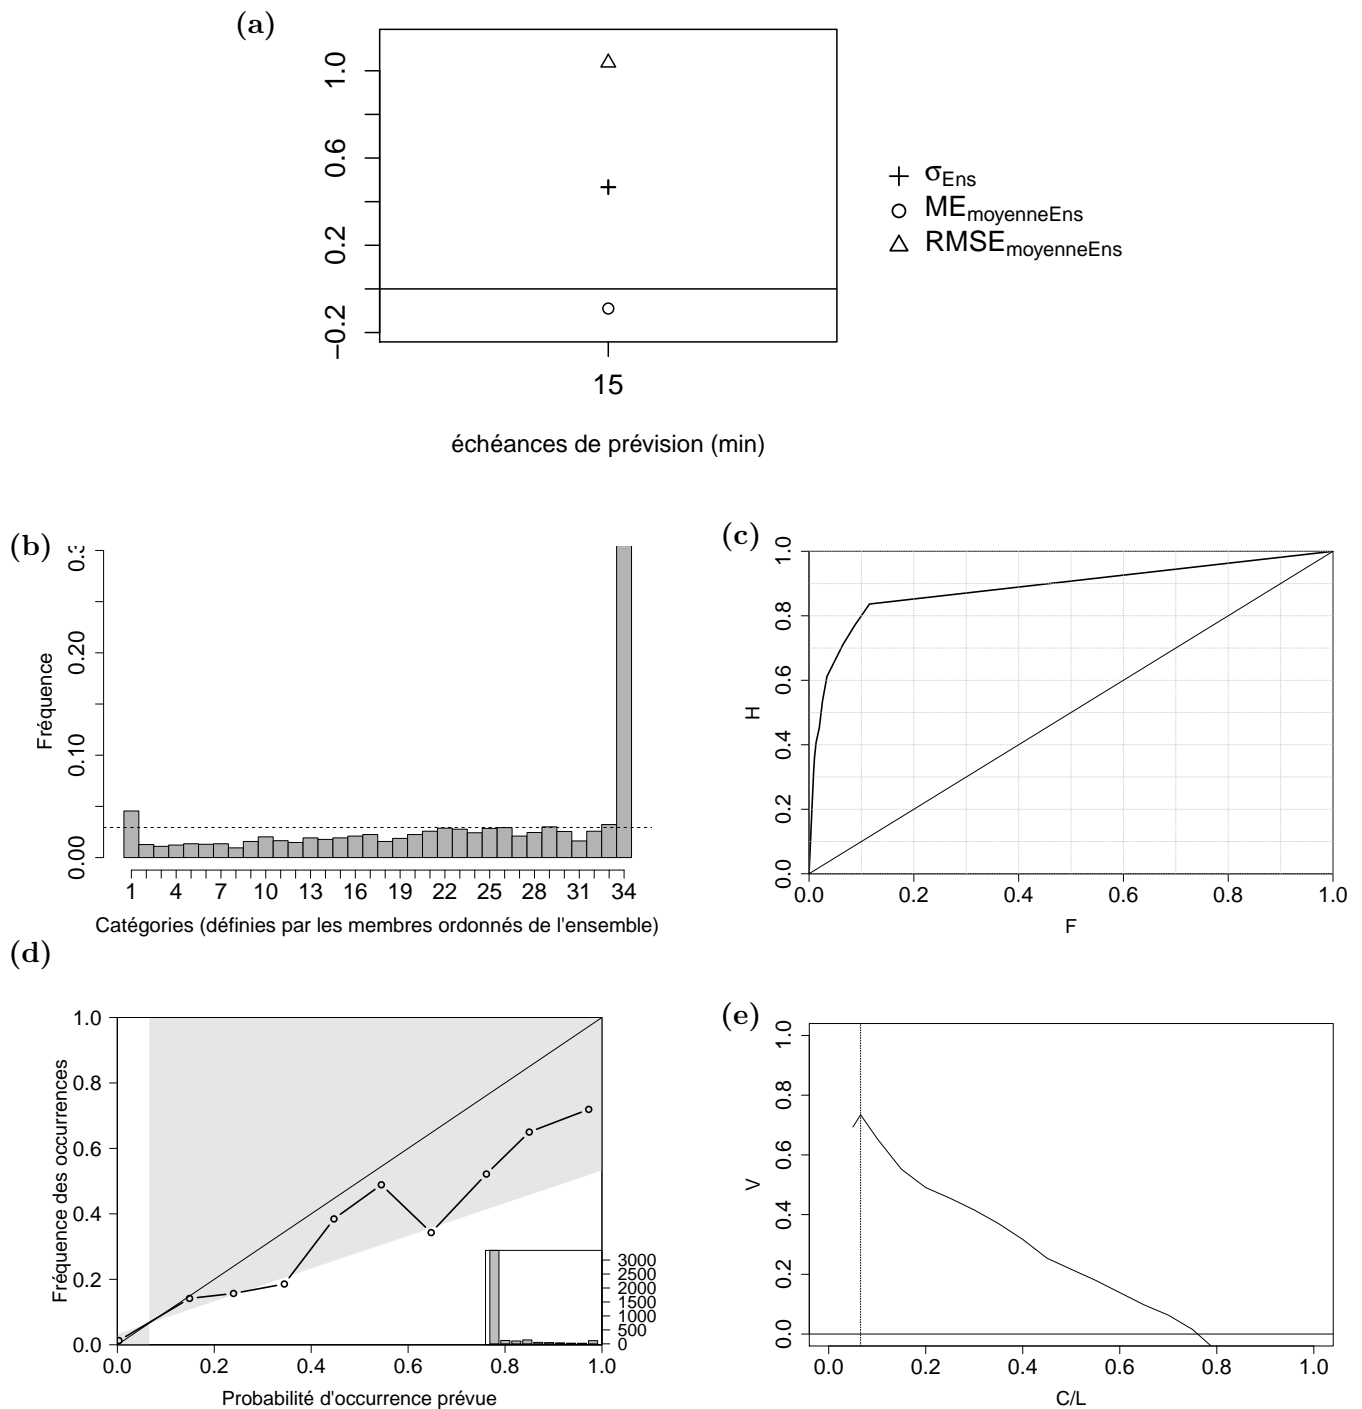 (a)
1.0
0.6
0.2
−0.2
15
échéances de prévision (min)
σEns
MEmoyenneEns
RMSEmoyenneEns
(b)
0.3
0.20
0.10
0.00
Fréquence
1 4 7 10 13 16 19 22 25 28 31 34
Catégories (définies par les membres ordonnés de l'ensemble)
(c)
1.0
0.8
0.6
0.4
0.2
0.0
H
0.0 0.2 0.4 0.6 0.8 1.0
F
(d)
1.0
0.8
0.6
0.4
0.2
0.0
Fréquence des occurrences
3000
2500
2000
1500
1000
500
0
0.0 0.2 0.4 0.6 0.8 1.0
Probabilité d'occurrence prévue
(e)
1.0
0.8
0.6
0.4
0.2
0.0
V
0.0 0.2 0.4 0.6 0.8 1.0
C/L